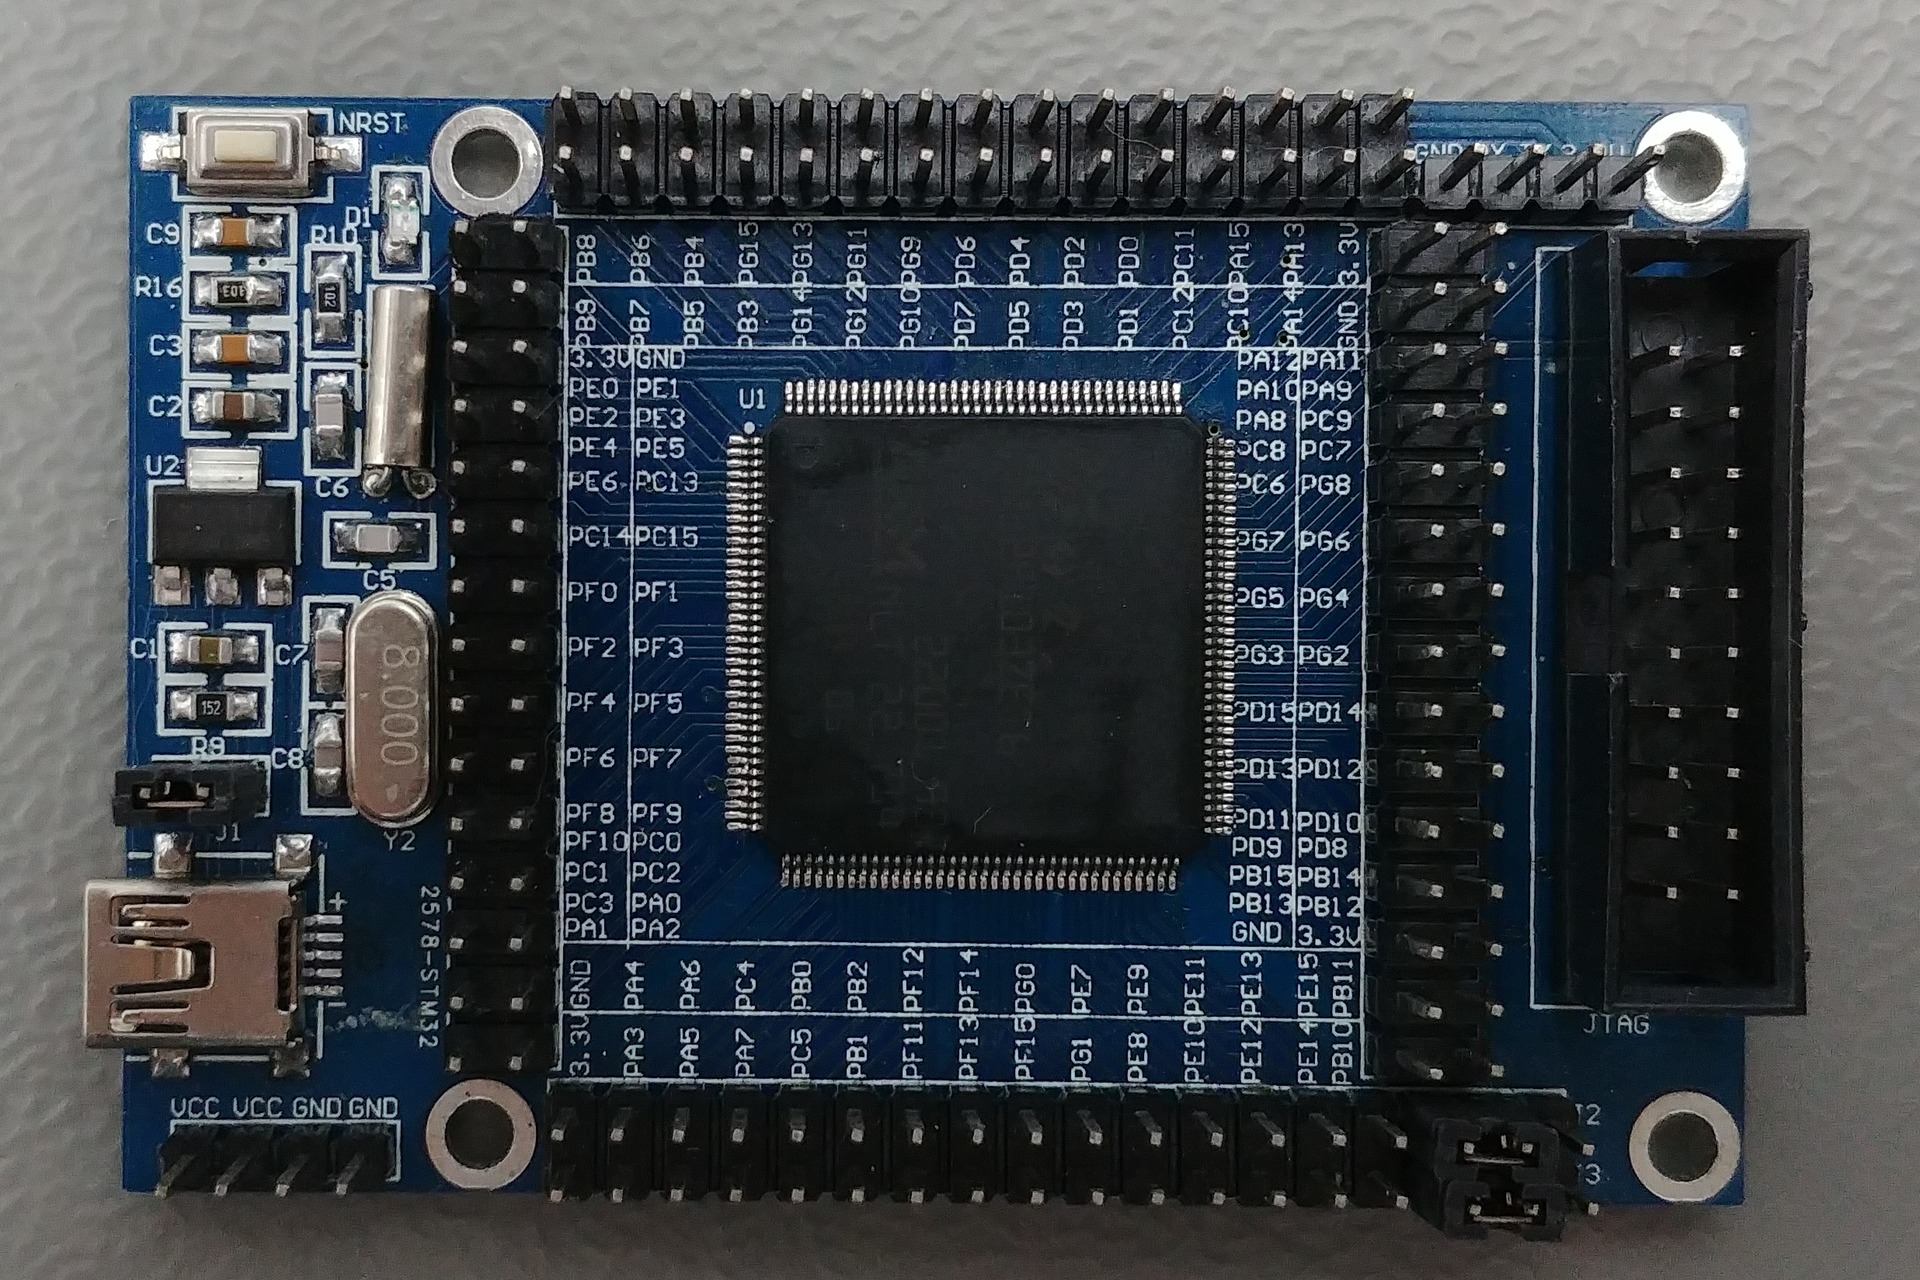 NRST
D1
C9
R10
R16
103
102
C3
C2
U2
C6
C5
C1
C7
152
R9
C8
8.000
J1
Y2
+
-
2578-STM32
VCC VCC GND GND
GND RX TX
PB8 PB6 PB4 PG15 PG13 PG11 PG9 PD6 PD4 PD2 PD0 PC11 PA15 PA13 3.3V
PB9 PB7 PB5 PB3 PG14 PG12 PG10 PD7 PD5 PD3 PD1 PC12 PC10 PA14 GND
3.3V GND
PE0 PE1
PE2 PE3
PE4 PE5
PE6 PC13
PC14 PC15
PF0 PF1
PF2 PF3
PF4 PF5
PF6 PF7
PF8 PF9
PF10 PC0
PC1 PC2
PC3 PA0
PA1 PA2
U1
PA12 PA11
PA10 PA9
PA8 PC9
PC8 PC7
PC6 PG8
PG7 PG6
PG5 PG4
PG3 PG2
PD15 PD14
PD13 PD12
PD11 PD10
PD9 PD8
PB15 PB14
PB13 PB12
GND 3.3V
GND PA4 PA6 PC4 PB0 PB2 PF12 PF14 PG0 PE7 PE9 PE11 PE13 PE15 PB11
3.3V PA3 PA5 PA7 PC5 PB1 PF11 PF13 PF15 PG1 PE8 PE10 PE12 PE14 PB10
JTAG